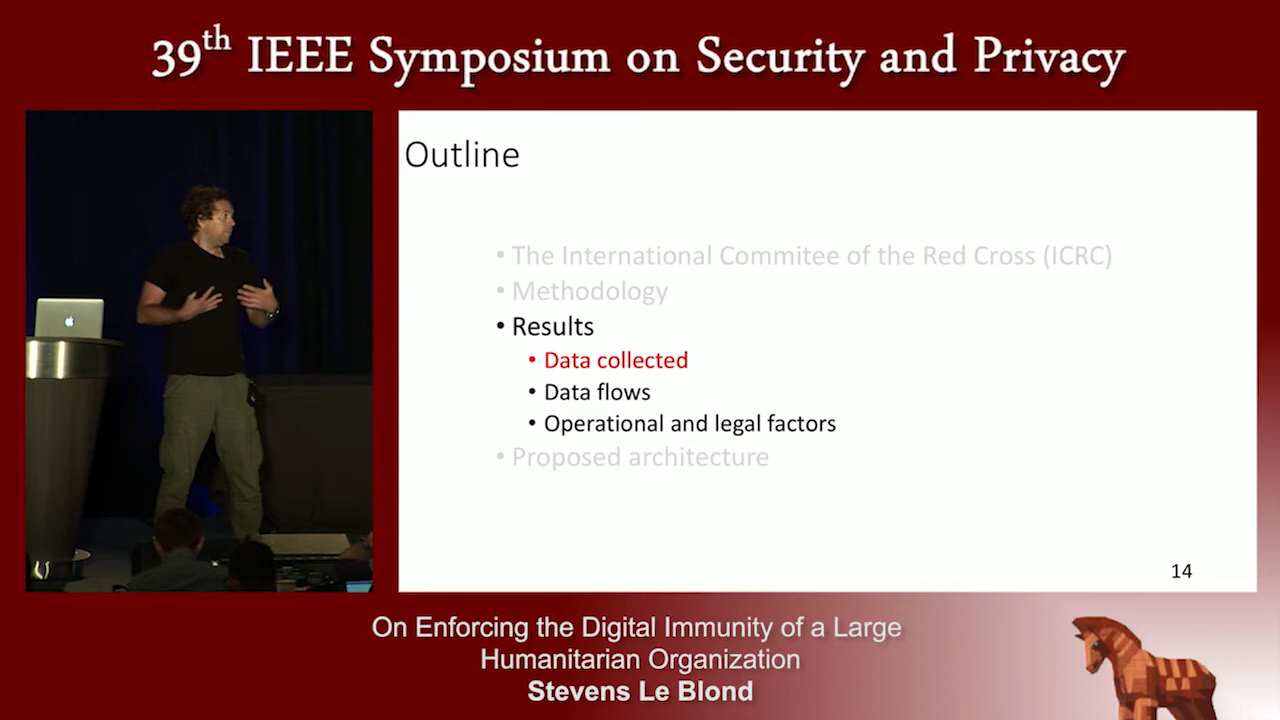 39th IEEE Symposium on Security and Privacy
Outline
• The International Commitee of the Red Cross (ICRC)
• Methodology
• Results
• Data collected
• Data flows
• Operational and legal factors
• Proposed architecture
14
On Enforcing the Digital Immunity of a Large
Humanitarian Organization
Stevens Le Blond